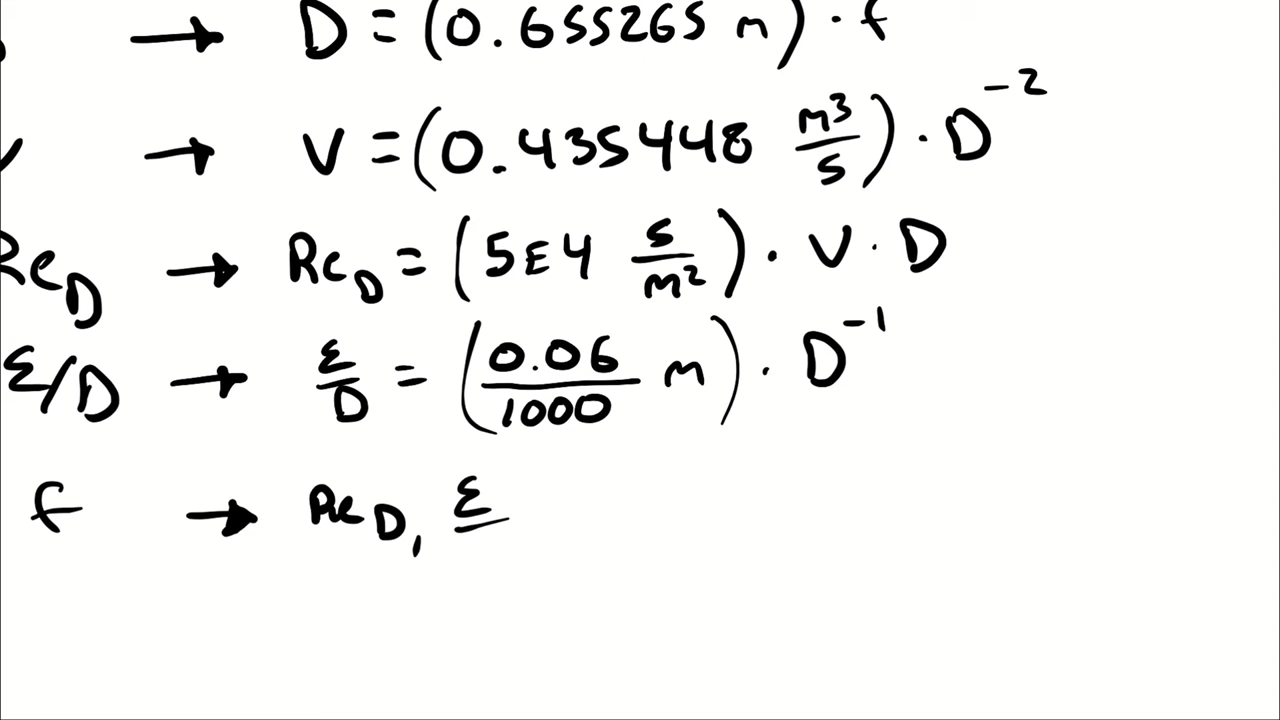 → D = (0.655265 m) · f
V → V = (0.435448 m³/s) · D⁻²
Re_D → Re_D = (5E4 s/m²) · V · D
ε/D → ε/D = (0.06/1000 m) · D⁻¹
f → Re_D, ε